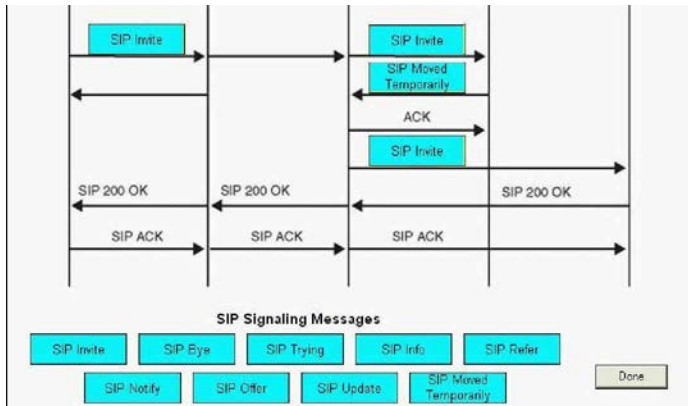 SIP Invite
SIP Invite
SIP Moved
Temporarily
ACK
SIP Invite
SIP 200 OK SIP 200 OK SIP 200 OK
SIP ACK SIP ACK SIP ACK
SIP Signaling Messages
SIP Invite SIP Bye SIP Trying SIP Info SIP Refer
SIP Notify SIP Offer SIP Update SIP Moved
Temporarily
Done